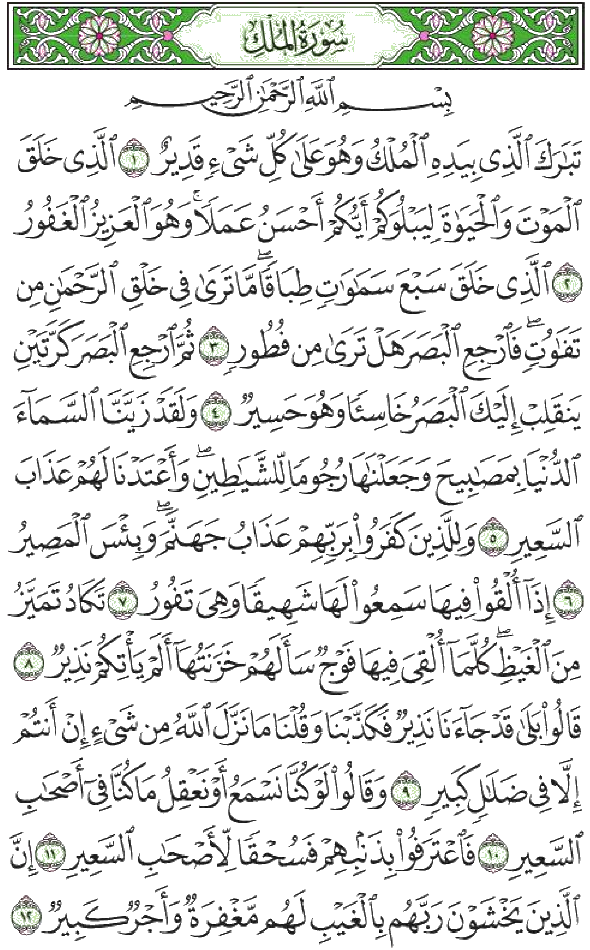 سُورَةُ المُلْكِ
بِسْمِ ٱللَّهِ ٱلرَّحْمَٰنِ ٱلرَّحِيمِ
تَبَٰرَكَ ٱلَّذِى بِيَدِهِ ٱلْمُلْكُ وَهُوَ عَلَىٰ كُلِّ شَىْءٍ قَدِيرٌ ١ ٱلَّذِى خَلَقَ
ٱلْمَوْتَ وَٱلْحَيَوٰةَ لِيَبْلُوَكُمْ أَيُّكُمْ أَحْسَنُ عَمَلًا ۚ وَهُوَ ٱلْعَزِيزُ ٱلْغَفُورُ
٢ ٱلَّذِى خَلَقَ سَبْعَ سَمَٰوَٰتٍ طِبَاقًا ۖ مَّا تَرَىٰ فِى خَلْقِ ٱلرَّحْمَٰنِ مِن
تَفَٰوُتٍ ۖ فَٱرْجِعِ ٱلْبَصَرَ هَلْ تَرَىٰ مِن فُطُورٍ ٣ ثُمَّ ٱرْجِعِ ٱلْبَصَرَ كَرَّتَيْنِ
يَنقَلِبْ إِلَيْكَ ٱلْبَصَرُ خَاسِئًا وَهُوَ حَسِيرٌ ٤ وَلَقَدْ زَيَّنَّا ٱلسَّمَآءَ
ٱلدُّنْيَا بِمَصَٰبِيحَ وَجَعَلْنَٰهَا رُجُومًا لِّلشَّيَٰطِينِ ۖ وَأَعْتَدْنَا لَهُمْ عَذَابَ
ٱلسَّعِيرِ ٥ وَلِلَّذِينَ كَفَرُوا۟ بِرَبِّهِمْ عَذَابُ جَهَنَّمَ ۖ وَبِئْسَ ٱلْمَصِيرُ
٦ إِذَآ أُلْقُوا۟ فِيهَا سَمِعُوا۟ لَهَا شَهِيقًا وَهِىَ تَفُورُ ٧ تَكَادُ تَمَيَّزُ
مِنَ ٱلْغَيْظِ ۖ كُلَّمَآ أُلْقِىَ فِيهَا فَوْجٌ سَأَلَهُمْ خَزَنَتُهَآ أَلَمْ يَأْتِكُمْ نَذِيرٌ ٨
قَالُوا۟ بَلَىٰ قَدْ جَآءَنَا نَذِيرٌ فَكَذَّبْنَا وَقُلْنَا مَا نَزَّلَ ٱللَّهُ مِن شَىْءٍ إِنْ أَنتُمْ
إِلَّا فِى ضَلَٰلٍ كَبِيرٍ ٩ وَقَالُوا۟ لَوْ كُنَّا نَسْمَعُ أَوْ نَعْقِلُ مَا كُنَّا فِىٓ أَصْحَٰبِ
ٱلسَّعِيرِ ١٠ فَٱعْتَرَفُوا۟ بِذَنۢبِهِمْ فَسُحْقًا لِّأَصْحَٰبِ ٱلسَّعِيرِ ١١ إِنَّ
ٱلَّذِينَ يَخْشَوْنَ رَبَّهُم بِٱلْغَيْبِ لَهُم مَّغْفِرَةٌ وَأَجْرٌ كَبِيرٌ ١٢